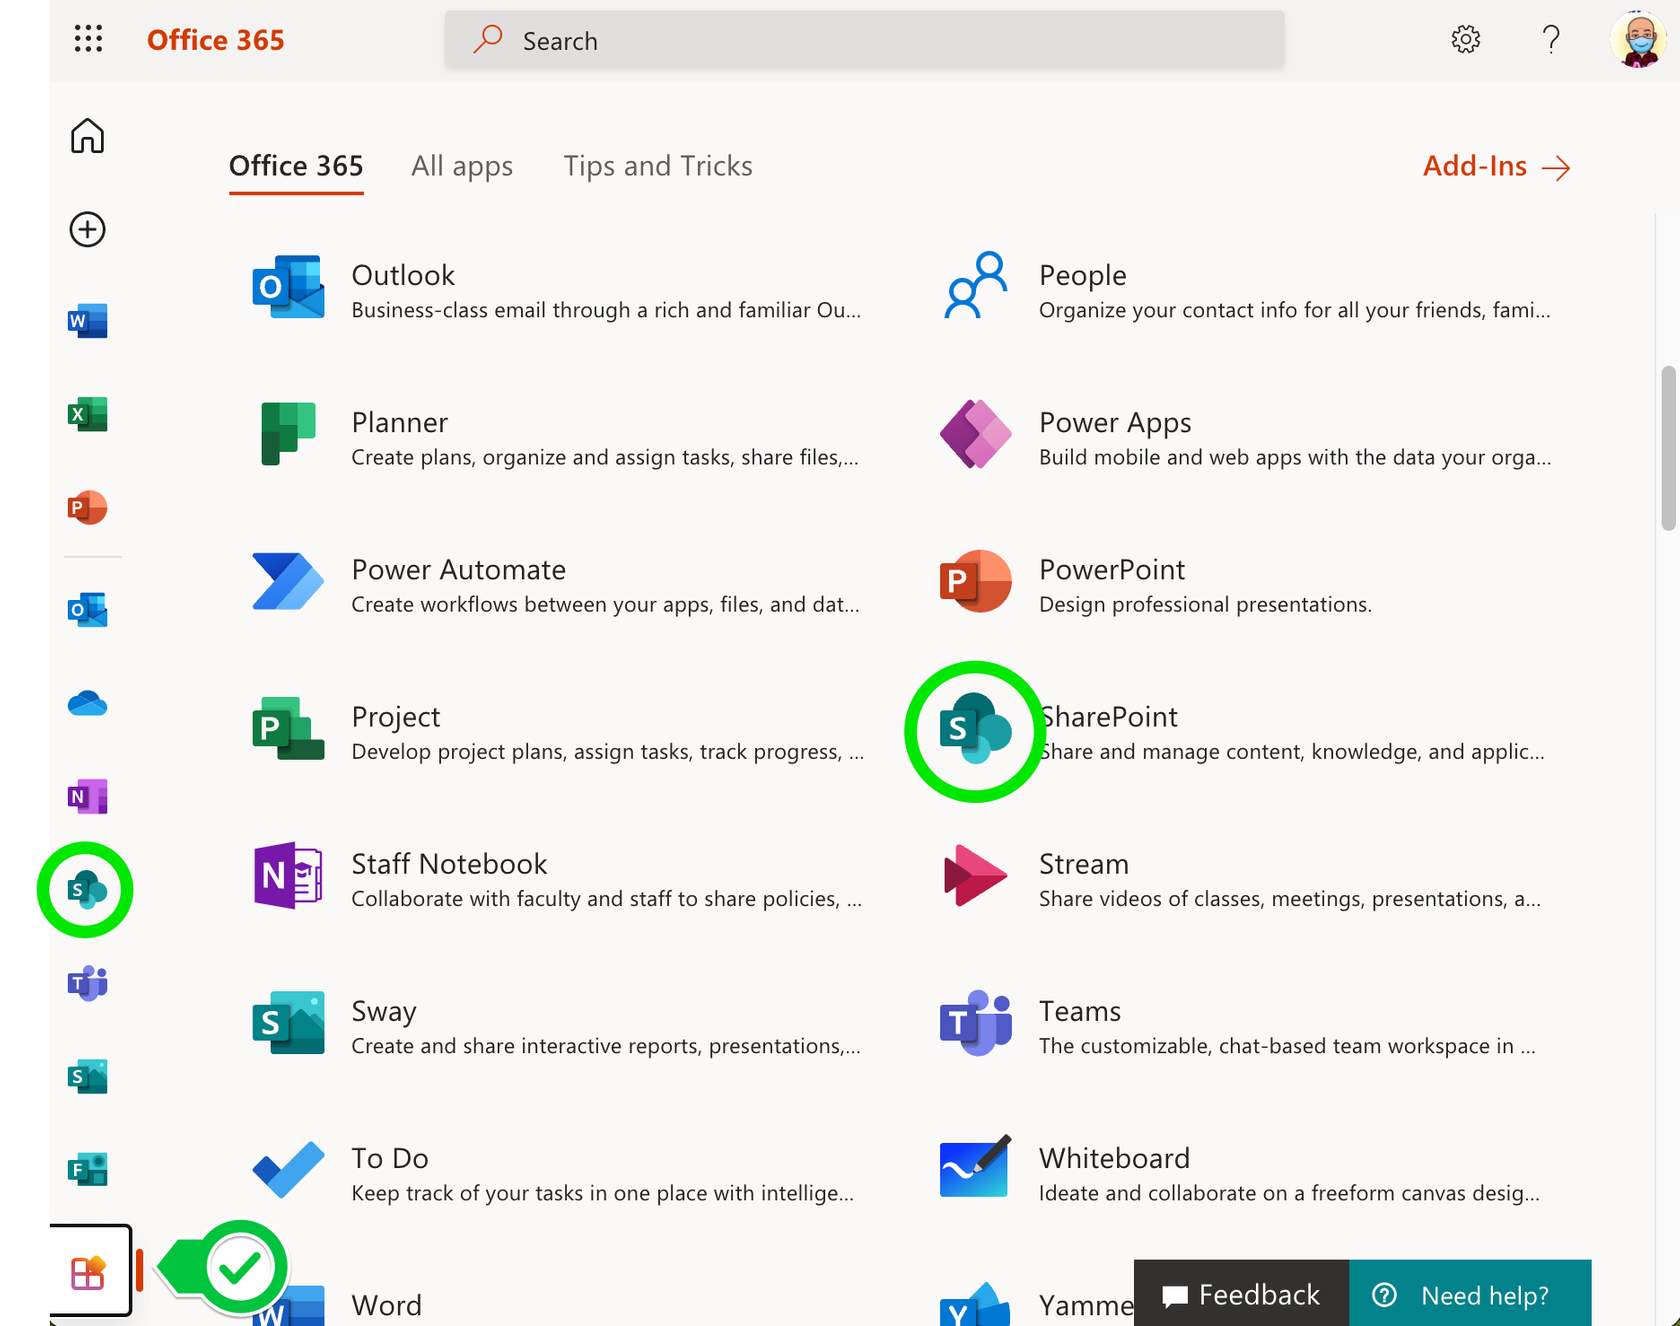 Office 365
Search
Office 365 All apps Tips and Tricks Add-Ins
Outlook
Business-class email through a rich and familiar Ou...
People
Organize your contact info for all your friends, fami...
Planner
Create plans, organize and assign tasks, share files,...
Power Apps
Build mobile and web apps with the data your orga...
Power Automate
Create workflows between your apps, files, and dat...
PowerPoint
Design professional presentations.
Project
Develop project plans, assign tasks, track progress, ...
SharePoint
Share and manage content, knowledge, and applic...
Staff Notebook
Collaborate with faculty and staff to share policies, ...
Stream
Share videos of classes, meetings, presentations, a...
Sway
Create and share interactive reports, presentations,...
Teams
The customizable, chat-based team workspace in ...
To Do
Keep track of your tasks in one place with intellige...
Whiteboard
Ideate and collaborate on a freeform canvas desig...
Word
Yamme
Feedback
Need help?